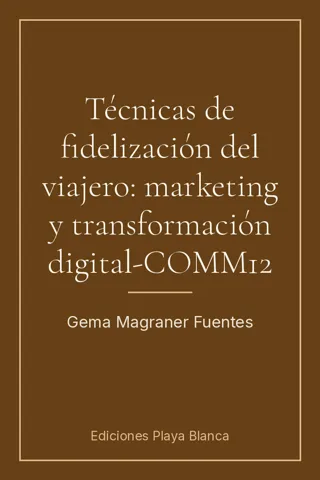 Técnicas de
fidelización del
viajero: marketing
y transformación
digital-COMM12
Gema Magraner Fuentes
Ediciones Playa Blanca